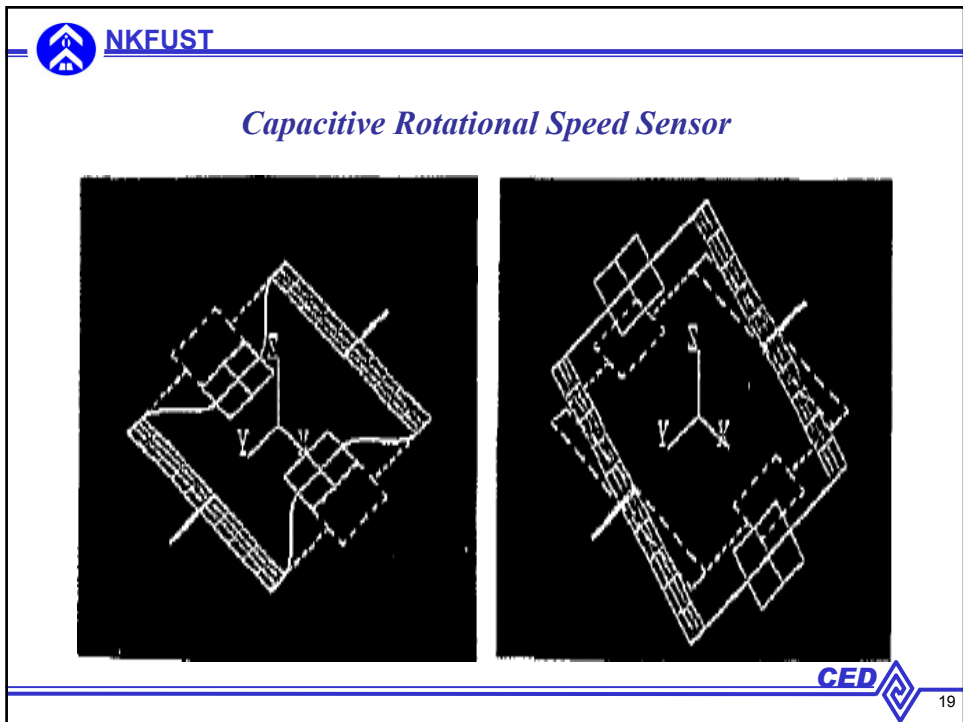 NKFUST
Capacitive Rotational Speed Sensor
Z
Y
Z
Y X
CED
19